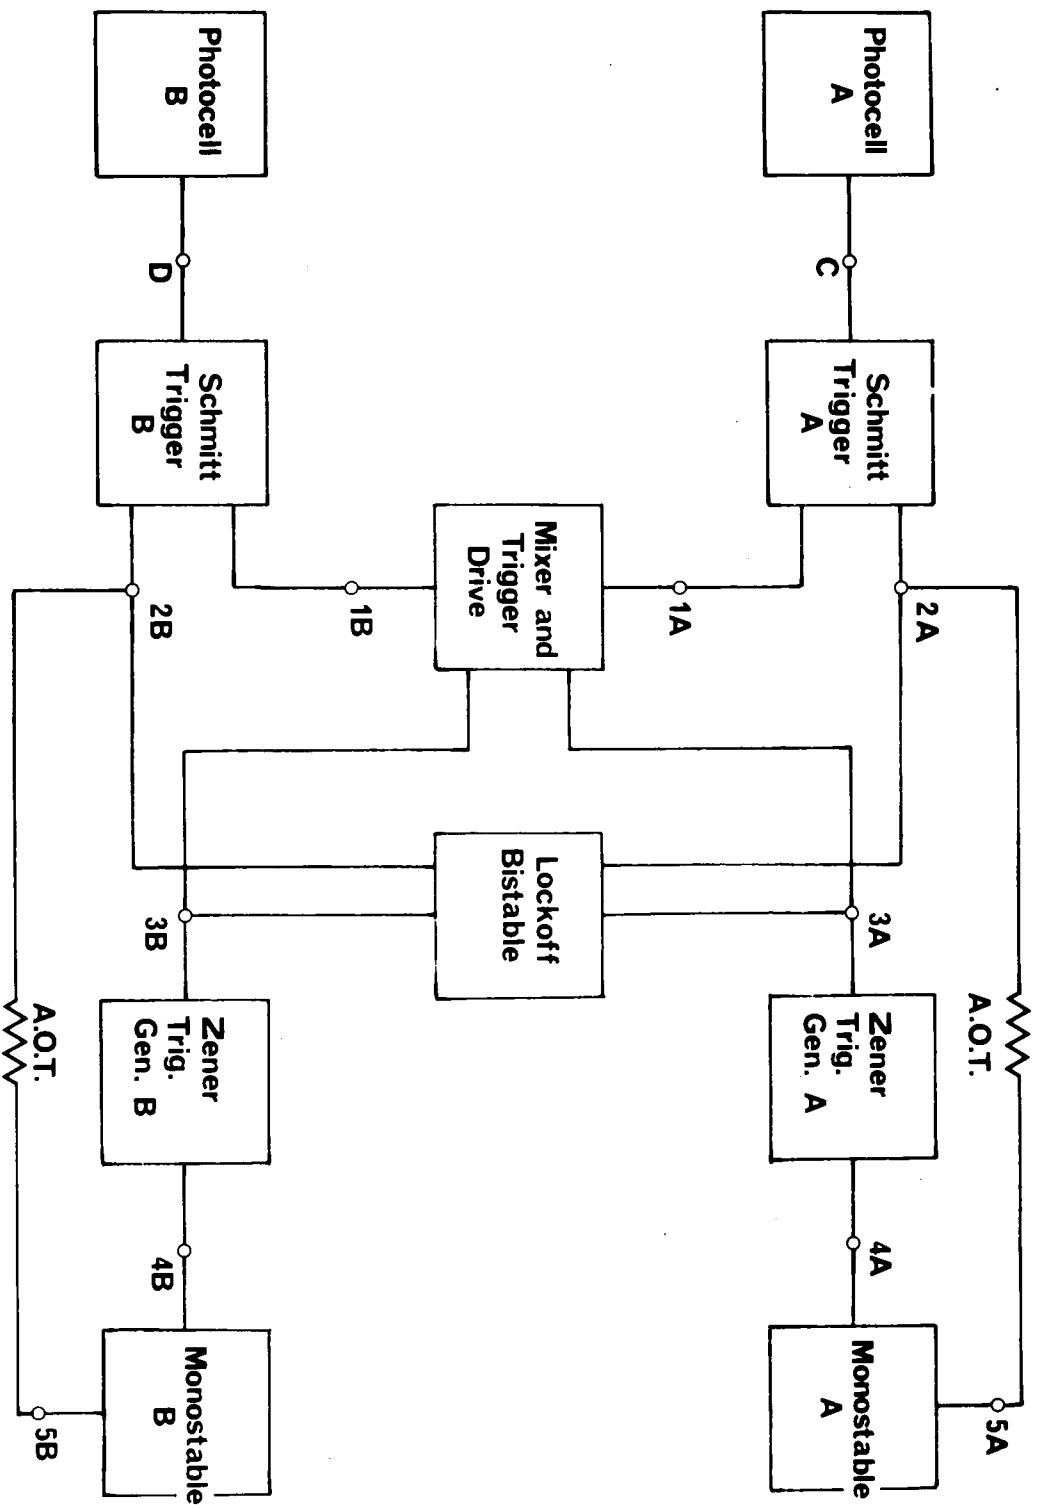 Photocell
A
C
Schmitt
Trigger
A
2A
1A
A.O.T.
3A
Zener
Trig.
Gen. A
4A
Monostable
A
5A
Mixer and
Trigger
Drive
Lockoff
Bistable
Photocell
B
D
Schmitt
Trigger
B
1B
2B
3B
Zener
Trig.
Gen. B
4B
Monostable
B
A.O.T.
5B